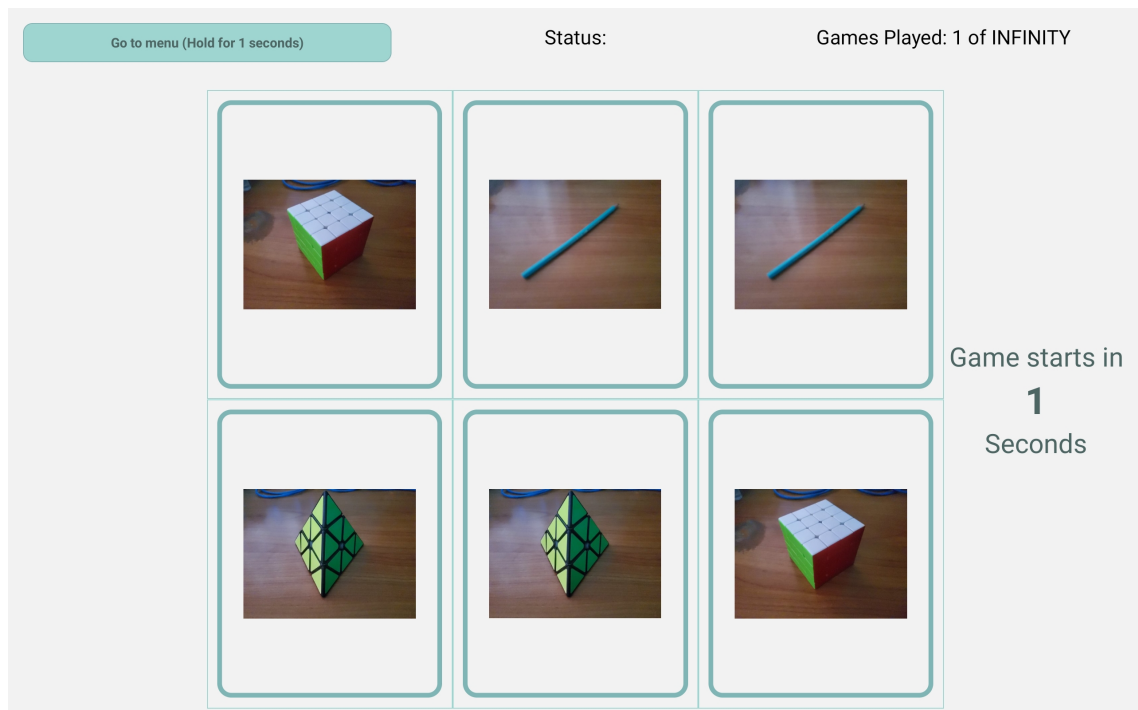 Go to menu (Hold for 1 seconds)
Status:
Games Played: 1 of INFINITY
Game starts in
1
Seconds